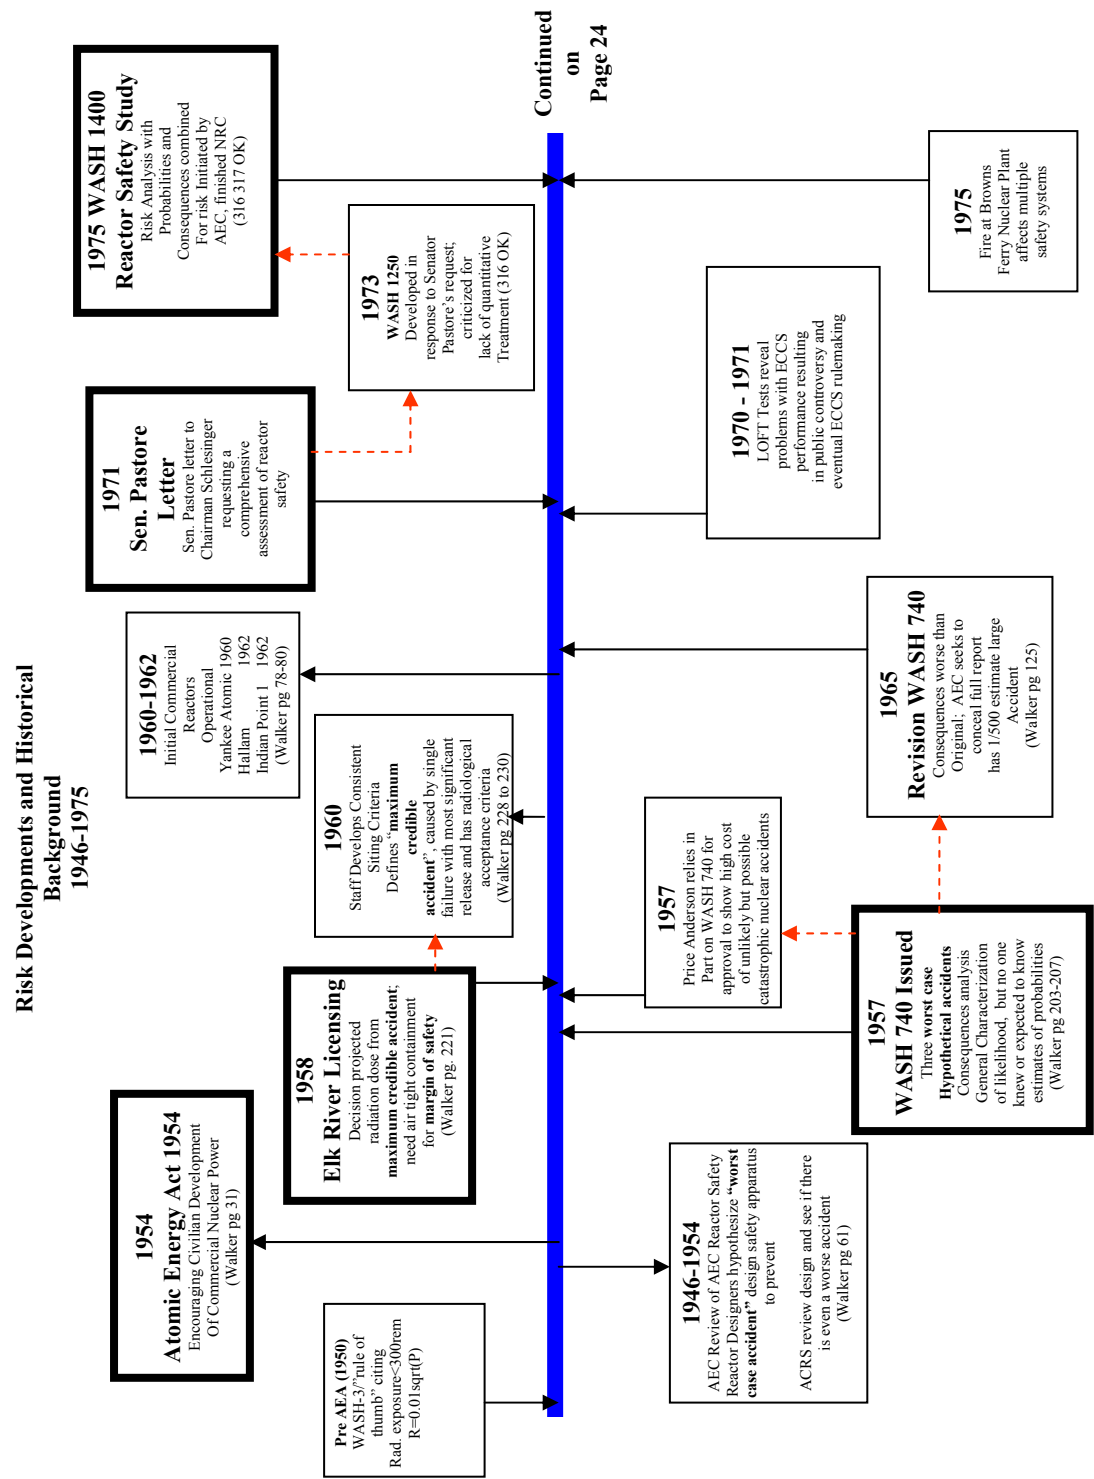 Risk Developments and Historical
Background
1946-1975
Pre AEA (1950)
WASH-3/"rule of
thumb" citing
Rad. exposure<300rem
R=0.01sqrt(P)
1954
Atomic Energy Act 1954
Encouraging Civilian Development
Of Commercial Nuclear Power
(Walker pg 31)
1958
Elk River Licensing
Decision projected
radiation dose from
maximum credible accident;
need air tight containment
for margin of safety
(Walker pg. 221)
1960
Staff Develops Consistent
Siting Criteria
Defines "maximum
credible
accident", caused by single
failure with most significant
release and has radiological
acceptance criteria
(Walker pg 228 to 230)
1960-1962
Initial Commercial
Reactors
Operational
Yankee Atomic 1960
Hallam 1962
Indian Point 1 1962
(Walker pg 78-80)
1971
Sen. Pastore
Letter
Sen. Pastore letter to
Chairman Schlesinger
requesting a
comprehensive
assessment of reactor
safety
1973
WASH 1250
Developed in
response to Senator
Pastore's request;
criticized for
lack of quantitative
Treatment (316 OK)
1975 WASH 1400
Reactor Safety Study
Risk Analysis with
Probabilities and
Consequences combined
For risk Initiated by
AEC, finished NRC
(316 317 OK)
Continued
on
Page 24
1946-1954
AEC Review of AEC Reactor Safety
Reactor Designers hypothesize "worst
case accident" design safety apparatus
to prevent
ACRS review design and see if there
is even a worse accident
(Walker pg 61)
1957
WASH 740 Issued
Three worst case
Hypothetical accidents
Consequences analysis
General Characterization
of likelihood, but no one
knew or expected to know
estimates of probabilities
(Walker pg 203-207)
1957
Price Anderson relies in
Part on WASH 740 for
approval to show high cost
of unlikely but possible
catastrophic nuclear accidents
1965
Revision WASH 740
Consequences worse than
Original; AEC seeks to
conceal full report
has 1/500 estimate large
Accident
(Walker pg 125)
1970 - 1971
LOFT Tests reveal
problems with ECCS
performance resulting
in public controversy and
eventual ECCS rulemaking
1975
Fire at Browns
Ferry Nuclear Plant
affects multiple
safety systems